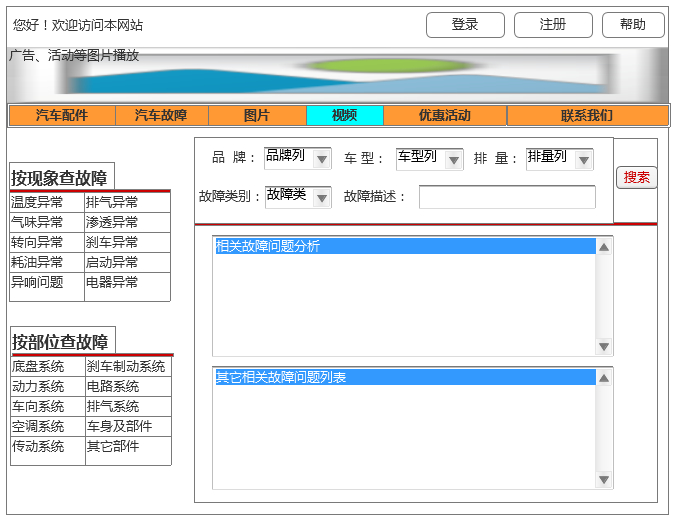 您好！欢迎访问本网站 登录 注册 帮助
广告、活动等图片播放
汽车配件 汽车故障 图片 视频 优惠活动 联系我们
品 牌： 品牌列 车 型： 车型列 排 量： 排量列
搜索
故障类别： 故障类 故障描述：
按现象查故障
温度异常 排气异常
气味异常 渗透异常
转向异常 刹车异常
耗油异常 启动异常
异响问题 电器异常
相关故障问题分析
按部位查故障
底盘系统 刹车制动系统
动力系统 电路系统
车向系统 排气系统
空调系统 车身及部件
传动系统 其它部件
其它相关故障问题列表